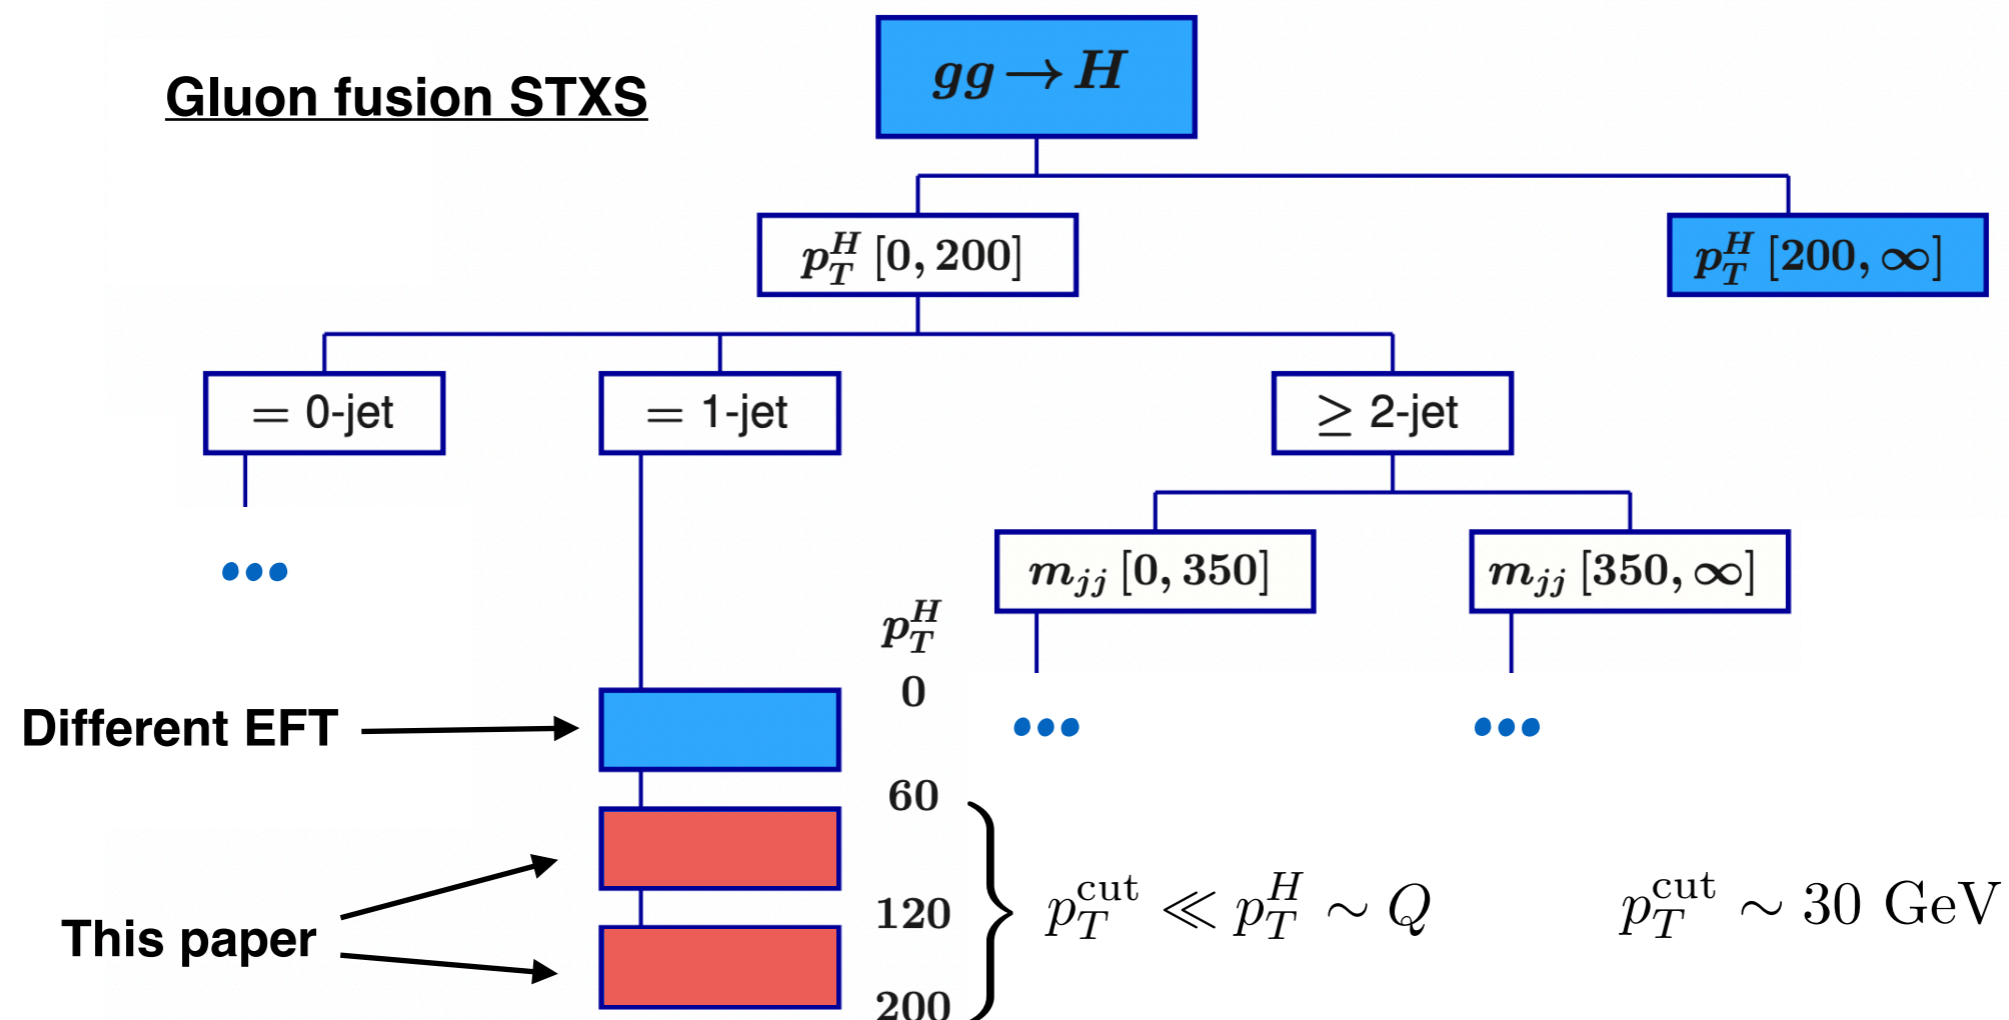 gg → H
Gluon fusion STXS
p_T^H [0, 200]
p_T^H [200, ∞]
= 0-jet
= 1-jet
≥ 2-jet
m_jj [0, 350]
m_jj [350, ∞]
...
p_T^H
0
Different EFT
...
...
60
120
p_T^cut ≪ p_T^H ∼ Q
p_T^cut ∼ 30 GeV
This paper
200